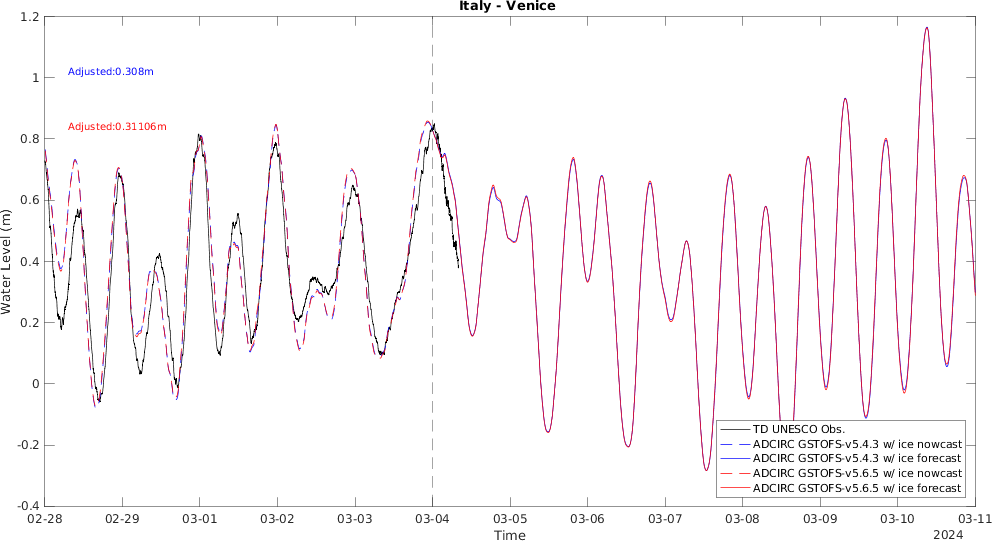 Italy - Venice
1.2
1
0.8
0.6
0.4
0.2
0
-0.2
-0.4
Water Level (m)
Adjusted:0.308m
Adjusted:0.31106m
TD UNESCO Obs.
ADCIRC GSTOFS-v5.4.3 w/ ice nowcast
ADCIRC GSTOFS-v5.4.3 w/ ice forecast
ADCIRC GSTOFS-v5.6.5 w/ ice nowcast
ADCIRC GSTOFS-v5.6.5 w/ ice forecast
02-28 02-29 03-01 03-02 03-03 03-04 03-05 03-06 03-07 03-08 03-09 03-10 03-11
Time
2024